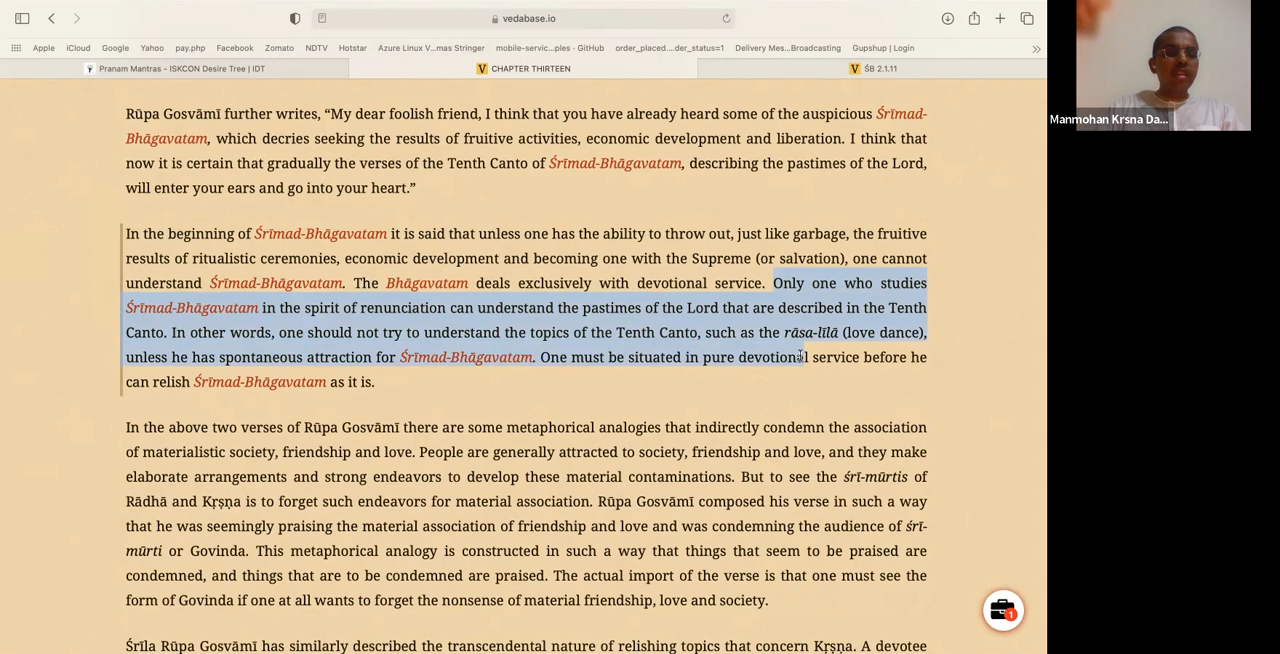 vedabase.io
Apple iCloud Google Yahoo pay.php Facebook Zomato NDTV Hotstar Azure Linux V...mas Stringer mobile-servic...ples · GitHub order_placed....der_status=1 Delivery Mes...Broadcasting Gupshup | Login
Pranam Mantras – ISKCON Desire Tree | IDT
V CHAPTER THIRTEEN
V ŚB 2.1.11
Manmohan Krsna Da...
Rūpa Gosvāmī further writes, “My dear foolish friend, I think that you have already heard some of the auspicious Śrīmad-
Bhāgavatam, which decries seeking the results of fruitive activities, economic development and liberation. I think that
now it is certain that gradually the verses of the Tenth Canto of Śrīmad-Bhāgavatam, describing the pastimes of the Lord,
will enter your ears and go into your heart.”
In the beginning of Śrīmad-Bhāgavatam it is said that unless one has the ability to throw out, just like garbage, the fruitive
results of ritualistic ceremonies, economic development and becoming one with the Supreme (or salvation), one cannot
understand Śrīmad-Bhāgavatam. The Bhāgavatam deals exclusively with devotional service. Only one who studies
Śrīmad-Bhāgavatam in the spirit of renunciation can understand the pastimes of the Lord that are described in the Tenth
Canto. In other words, one should not try to understand the topics of the Tenth Canto, such as the rāsa-līlā (love dance),
unless he has spontaneous attraction for Śrīmad-Bhāgavatam. One must be situated in pure devotional service before he
can relish Śrīmad-Bhāgavatam as it is.
In the above two verses of Rūpa Gosvāmī there are some metaphorical analogies that indirectly condemn the association
of materialistic society, friendship and love. People are generally attracted to society, friendship and love, and they make
elaborate arrangements and strong endeavors to develop these material contaminations. But to see the śrī-mūrtis of
Rādhā and Kṛṣṇa is to forget such endeavors for material association. Rūpa Gosvāmī composed his verse in such a way
that he was seemingly praising the material association of friendship and love and was condemning the audience of śrī-
mūrti or Govinda. This metaphorical analogy is constructed in such a way that things that seem to be praised are
condemned, and things that are to be condemned are praised. The actual import of the verse is that one must see the
form of Govinda if one at all wants to forget the nonsense of material friendship, love and society.
1
Śrīla Rūpa Gosvāmī has similarly described the transcendental nature of relishing topics that concern Kṛṣṇa. A devotee